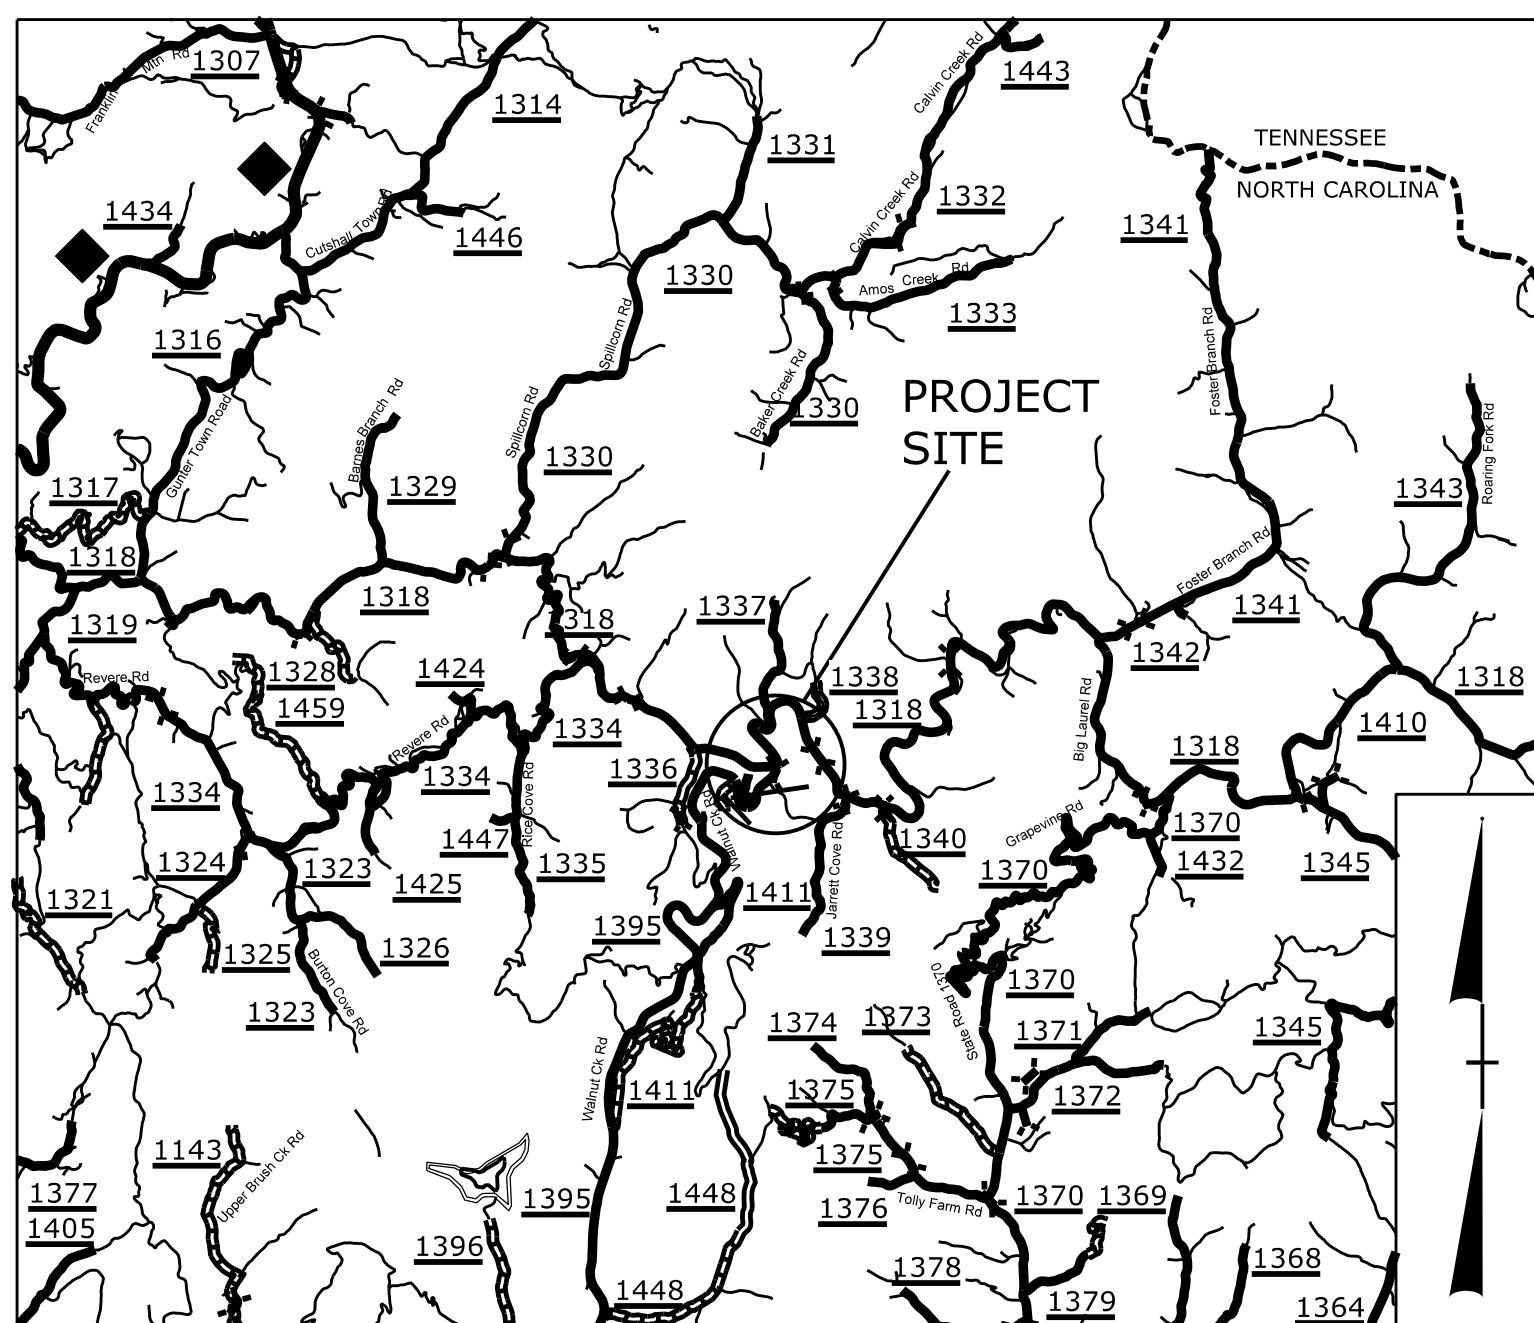 1307
Franklin Mtn Rd
1314
1443
Calvin Creek Rd
1331
TENNESSEE
NORTH CAROLINA
1332
1434
1446
Cutshall Town Rd
Calvin Creek Rd
1341
1330
Amos Creek Rd
1333
1316
Spillcorn Rd
Foster Branch Rd
Baker Creek Rd
1330
PROJECT
SITE
Barnes Branch Rd
Gunter Town Road
Spillcorn Rd
1330
Roaring Fork Rd
1317
1329
1343
1318
Foster Branch Rd
1318
1337
1341
1319
1318
1342
Revere Rd
1328
1424
1338
1318
1459
1318
1334
Revere Rd
Big Laurel Rd
1410
1318
1336
1334
1334
Rice Cove Rd
Walnut Ck Rd
Grapevine Rd
1370
1447
1340
1324
1323
1335
1370
1432
1345
1425
1411
Jarrett Cove Rd
1321
1395
1339
1325
1326
Burton Cove Rd
1370
State Road 1370
1323
1374
1373
1371
1345
Walnut Ck Rd
1411
1375
1372
1143
Upper Brush Ck Rd
1375
1377
1395
1448
1376
Tolly Farm Rd
1370
1369
1405
1396
1378
1368
1448
1379
1364